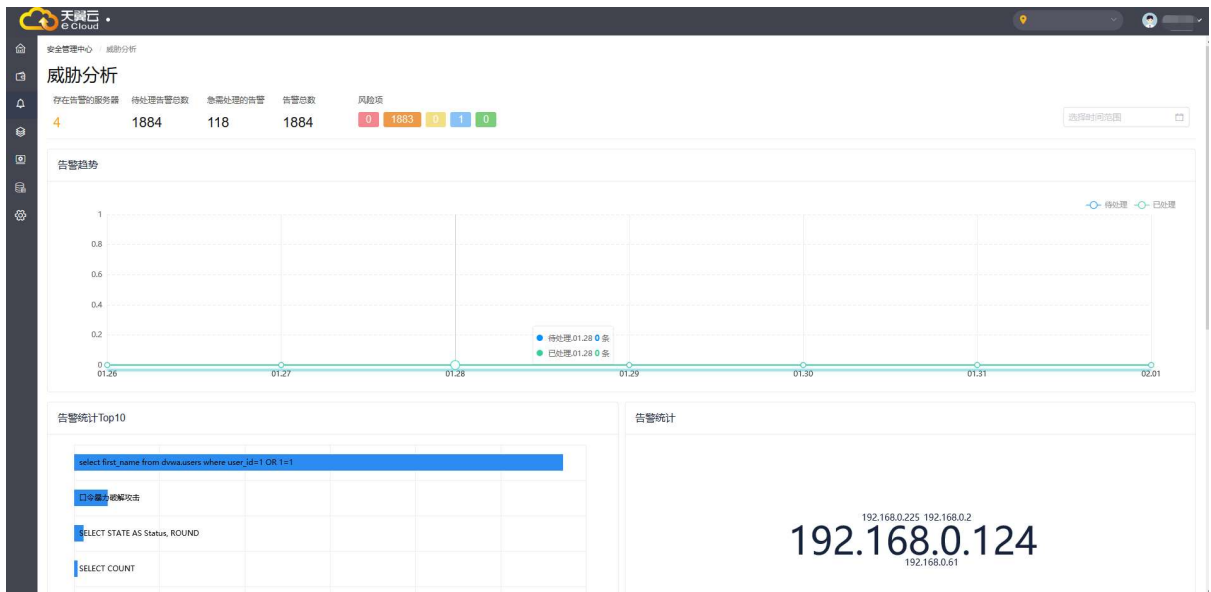 天翼云
e Cloud
安全管理中心 / 威胁分析
威胁分析
存在告警的服务器 待处理告警总数 急需处理的告警 告警总数 风险项
4 1884 118 1884 0 1883 0 1 0
选择时间范围
告警趋势
待处理 已处理
1
0.8
0.6
0.4
0.2
0
待处理.01.28 0 条
已处理.01.28 0 条
01.26 01.27 01.28 01.29 01.30 01.31 02.01
告警统计Top10
告警统计
select first_name from dvwa.users where user_id=1 OR 1=1
口令暴力破解攻击
SELECT STATE AS Status, ROUND
SELECT COUNT
192.168.0.225 192.168.0.2
192.168.0.124
192.168.0.61